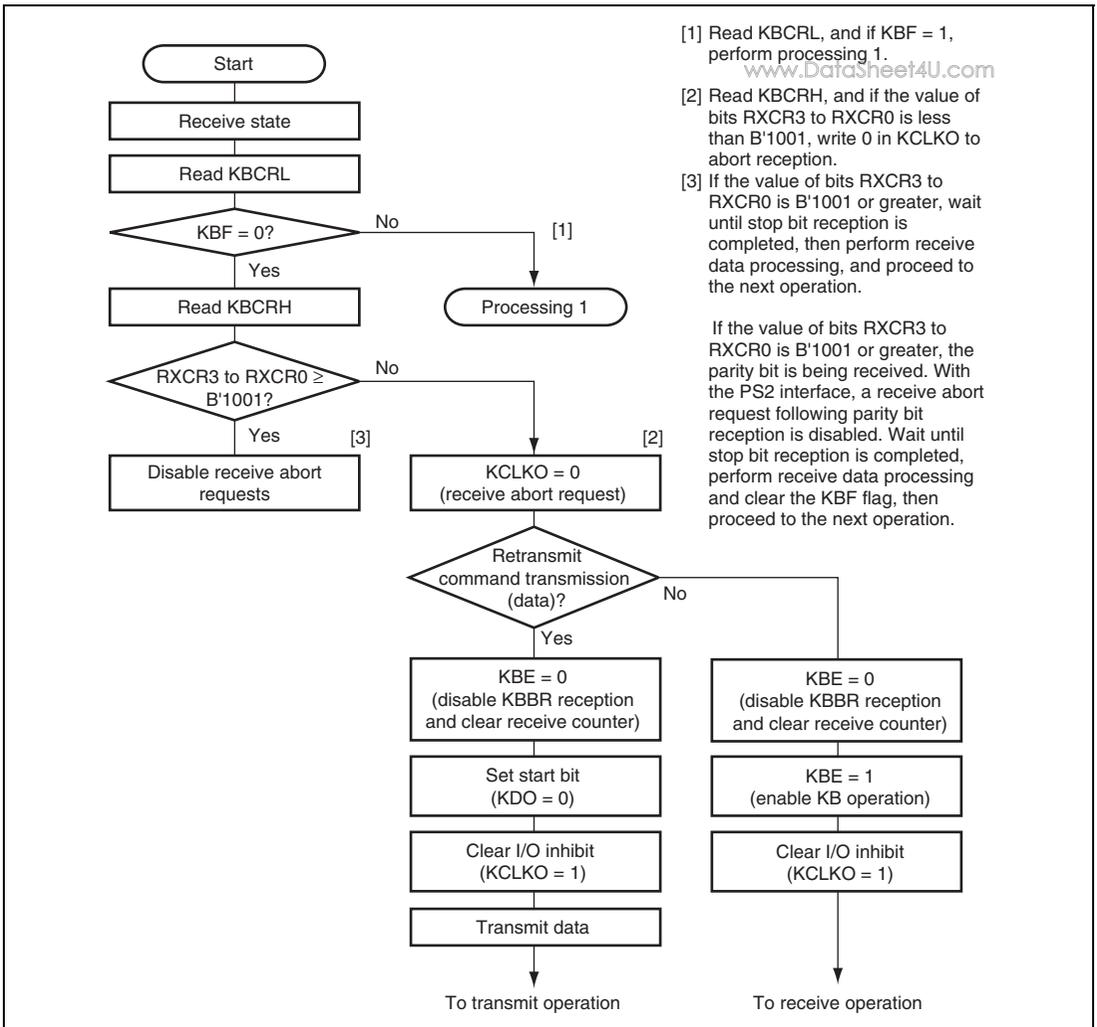 Start
Receive state
Read KBCRL
KBF = 0?
No
[1]
Yes
Processing 1
Read KBCRH
RXCR3 to RXCR0 ≥
B'1001?
No
Yes
[3]
[2]
Disable receive abort
requests
KCLKO = 0
(receive abort request)
Retransmit
command transmission
(data)?
No
Yes
KBE = 0
(disable KBBR reception
and clear receive counter)
Set start bit
(KDO = 0)
Clear I/O inhibit
(KCLKO = 1)
Transmit data
To transmit operation
KBE = 0
(disable KBBR reception
and clear receive counter)
KBE = 1
(enable KB operation)
Clear I/O inhibit
(KCLKO = 1)
To receive operation
[1] Read KBCRL, and if KBF = 1,
perform processing 1.
www.DataSheet4U.com
[2] Read KBCRH, and if the value of
bits RXCR3 to RXCR0 is less
than B'1001, write 0 in KCLKO to
abort reception.
[3] If the value of bits RXCR3 to
RXCR0 is B'1001 or greater, wait
until stop bit reception is
completed, then perform receive
data processing, and proceed to
the next operation.
If the value of bits RXCR3 to
RXCR0 is B'1001 or greater, the
parity bit is being received. With
the PS2 interface, a receive abort
request following parity bit
reception is disabled. Wait until
stop bit reception is completed,
perform receive data processing
and clear the KBF flag, then
proceed to the next operation.